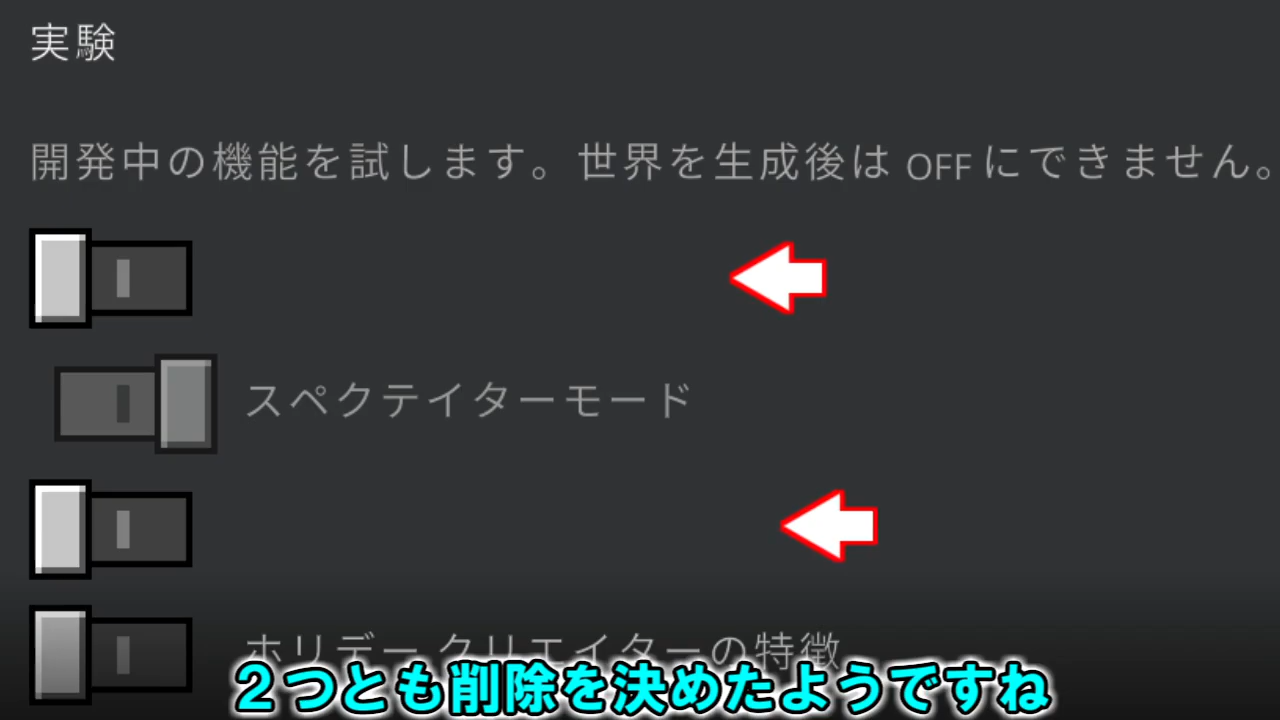 実験
開発中の機能を試します。世界を生成後は OFF にできません。
スペクテイターモード
ホリデー クリエイターの特徴
２つとも削除を決めたようですね